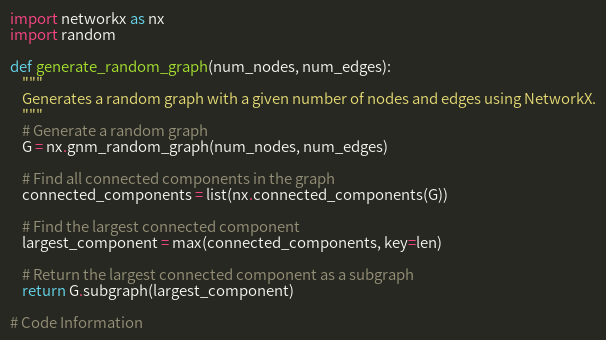 import networkx as nx
import random
def generate_random_graph(num_nodes, num_edges):
"""
Generates a random graph with a given number of nodes and edges using NetworkX.
"""
# Generate a random graph
G = nx.gnm_random_graph(num_nodes, num_edges)
# Find all connected components in the graph
connected_components = list(nx.connected_components(G))
# Find the largest connected component
largest_component = max(connected_components, key=len)
# Return the largest connected component as a subgraph
return G.subgraph(largest_component)
# Code Information